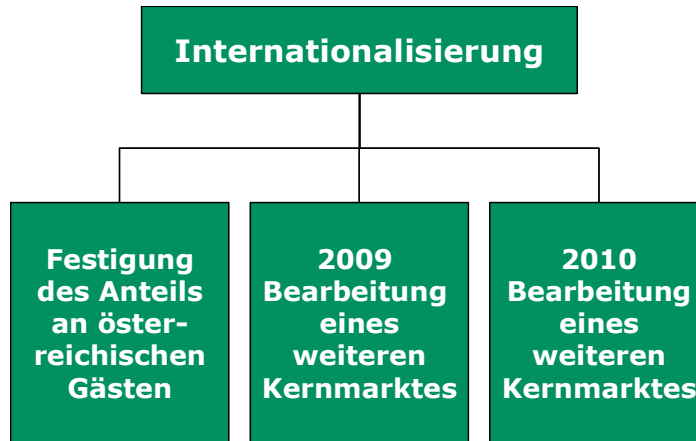 Internationalisierung
Festigung
des Anteils
an öster-
reichischen
Gästen
2009
Bearbeitung
eines
weiteren
Kernmarktes
2010
Bearbeitung
eines
weiteren
Kernmarktes